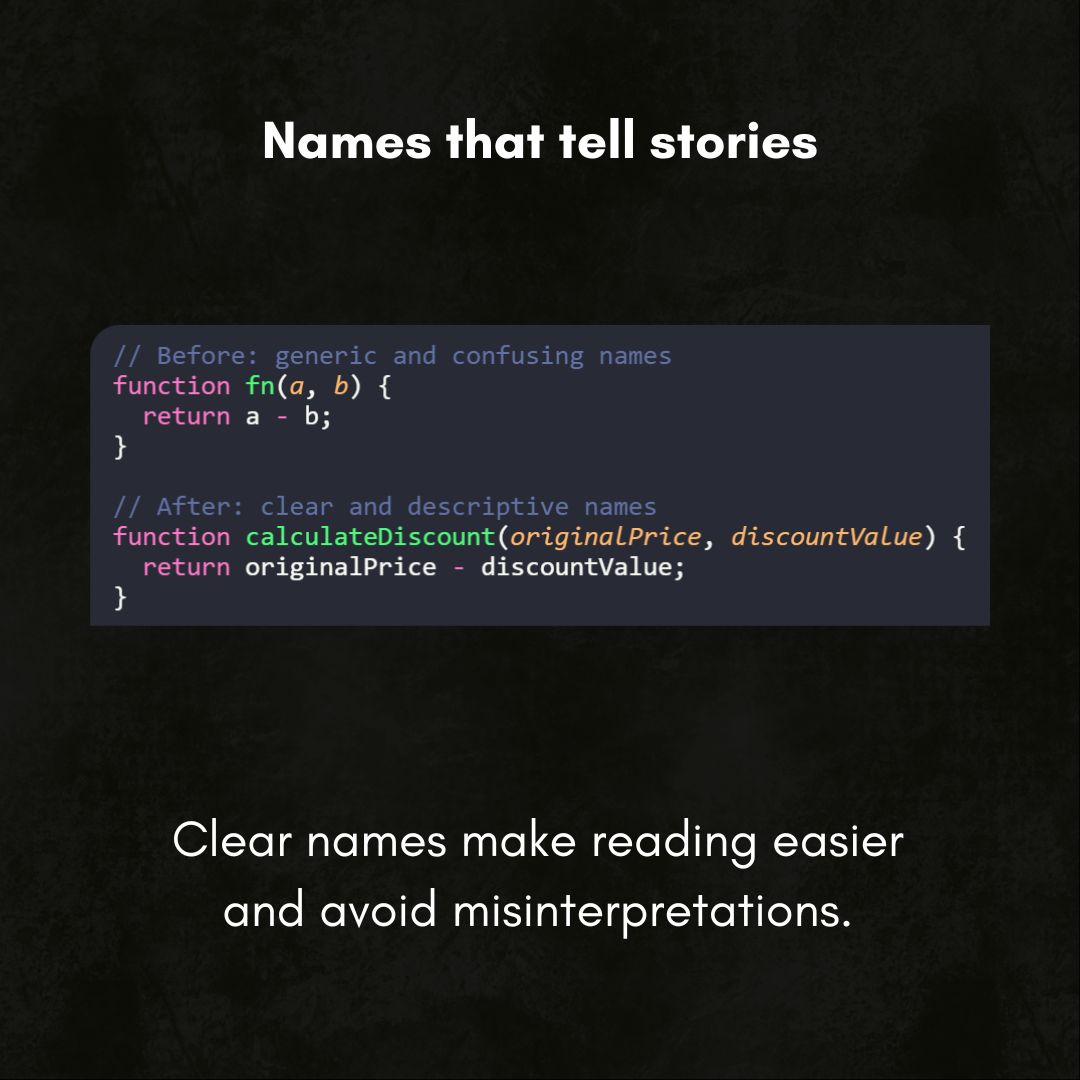 Names that tell stories
// Before: generic and confusing names
function fn(a, b) {
  return a - b;
}
// After: clear and descriptive names
function calculateDiscount(originalPrice, discountValue) {
  return originalPrice - discountValue;
}
Clear names make reading easier
and avoid misinterpretations.